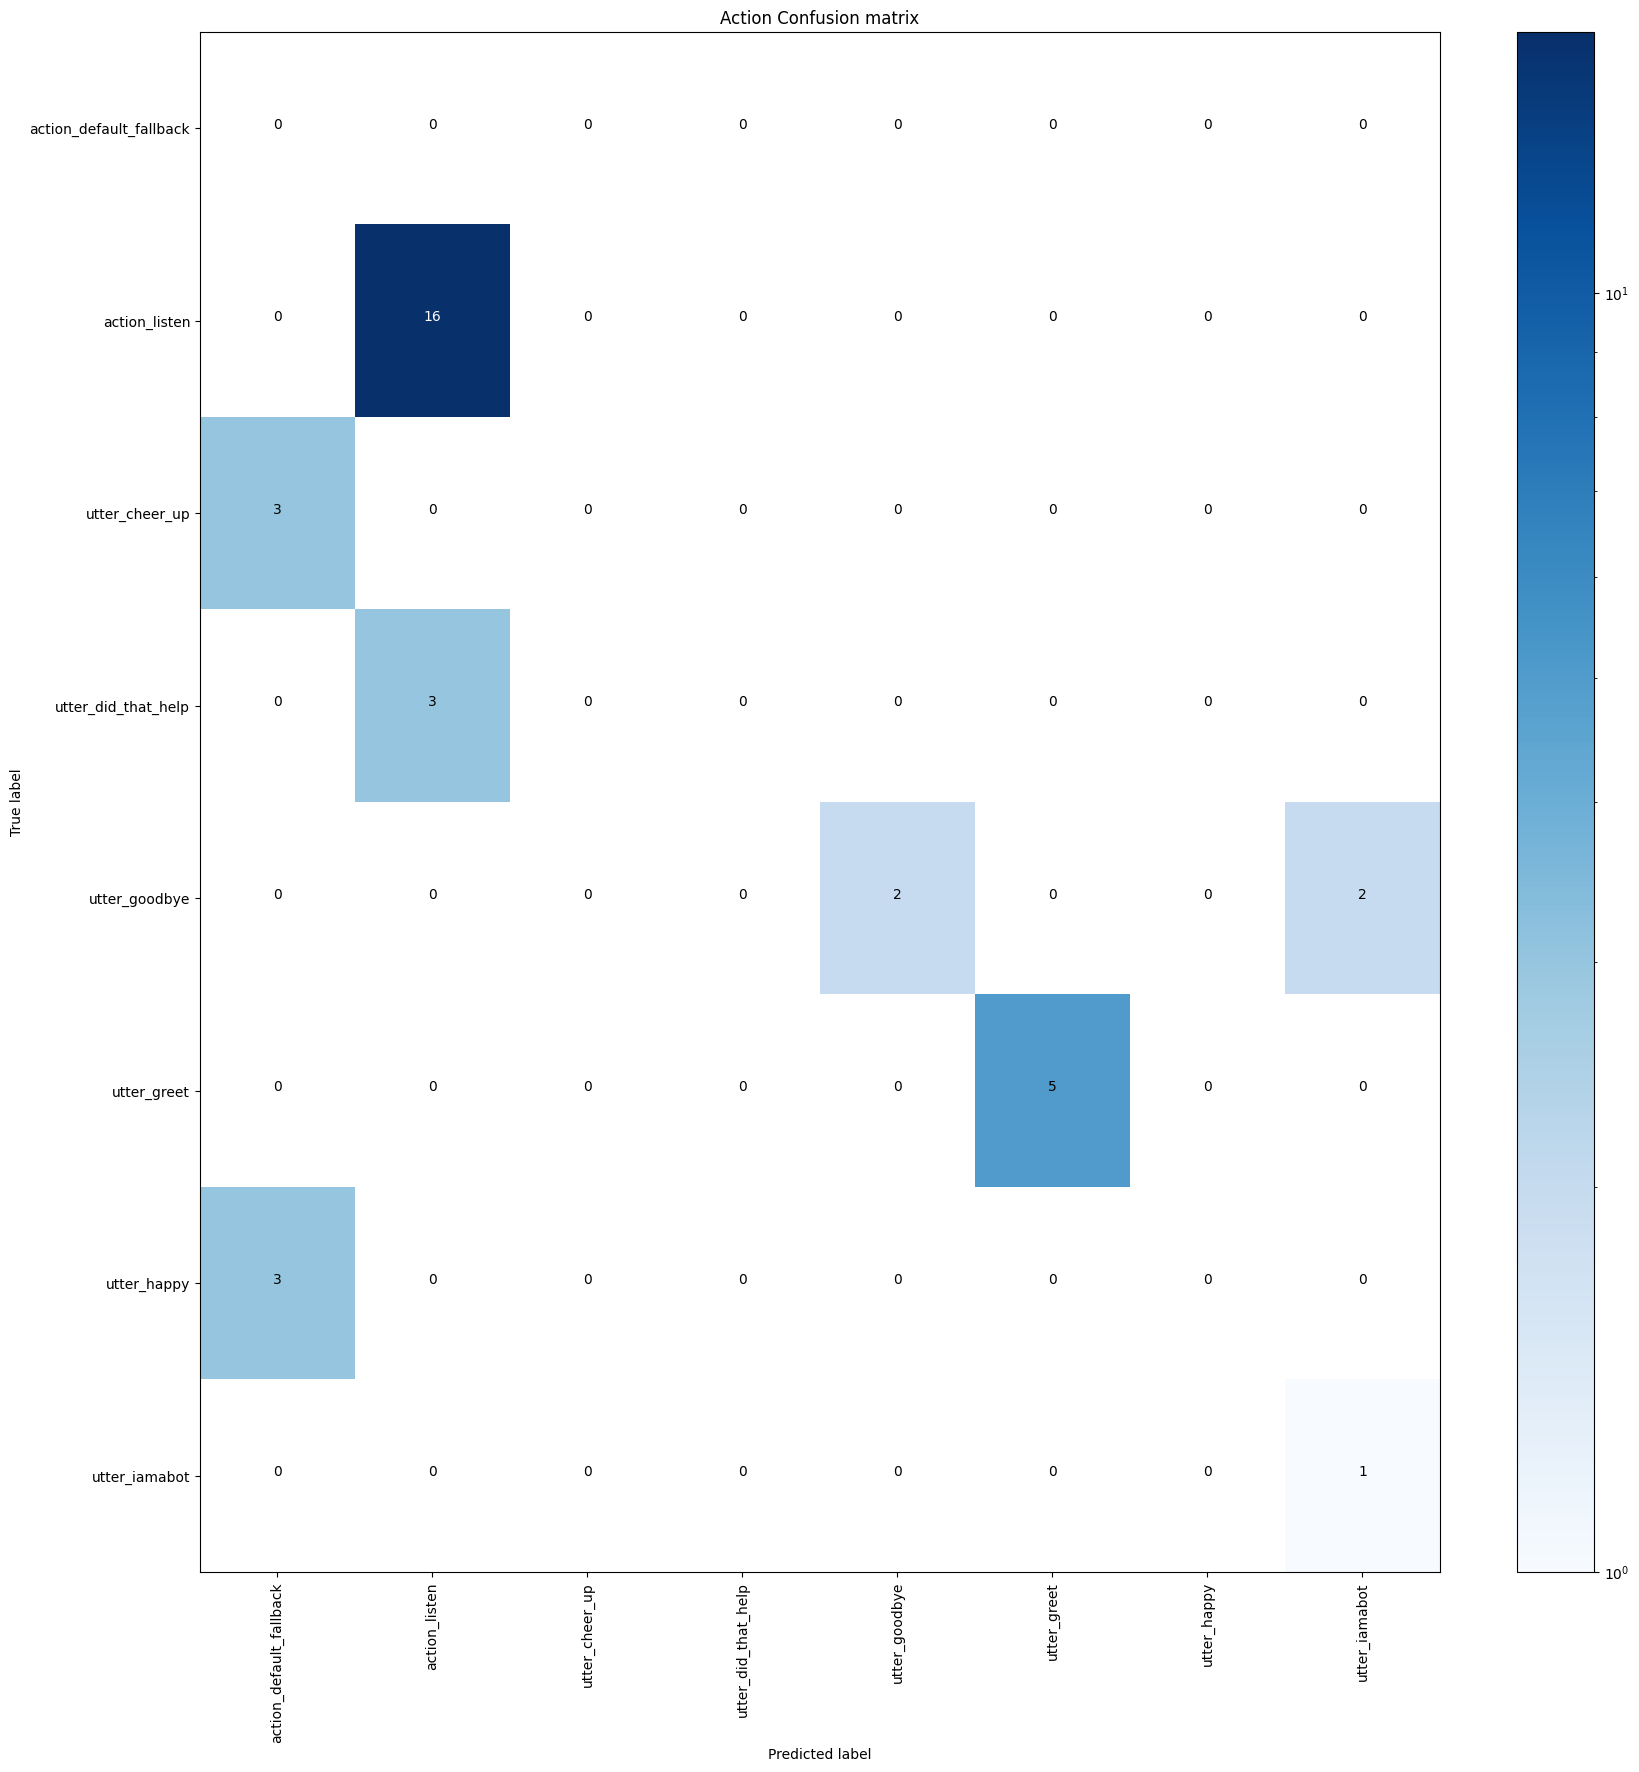 Action Confusion matrix
action_default_fallback 0 0 0 0 0 0 0 0
action_listen 0 16 0 0 0 0 0 0
utter_cheer_up 3 0 0 0 0 0 0 0
utter_did_that_help 0 3 0 0 0 0 0 0
utter_goodbye 0 0 0 0 2 0 0 2
utter_greet 0 0 0 0 0 5 0 0
utter_happy 3 0 0 0 0 0 0 0
utter_iamabot 0 0 0 0 0 0 0 1
True label
action_default_fallback
action_listen
utter_cheer_up
utter_did_that_help
utter_goodbye
utter_greet
utter_happy
utter_iamabot
Predicted label
10¹
10⁰